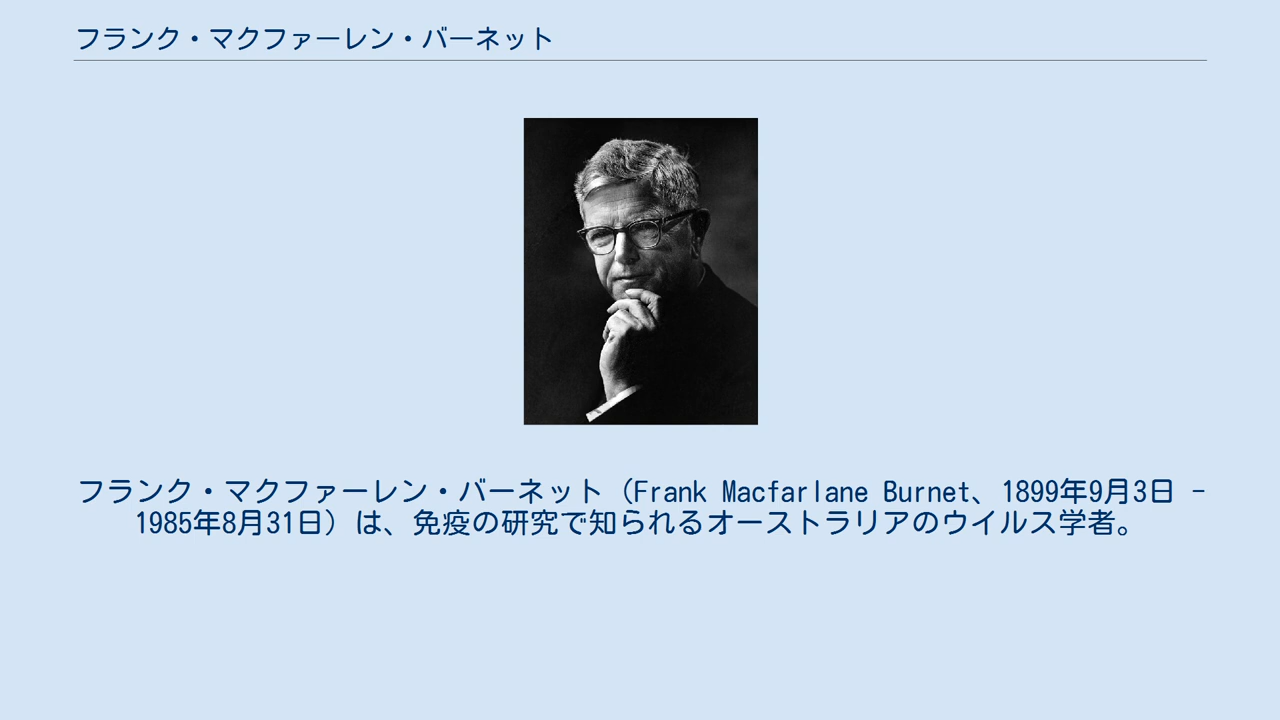 フランク・マクファーレン・バーネット
フランク・マクファーレン・バーネット（Frank Macfarlane Burnet、1899年9月3日 -
1985年8月31日）は、免疫の研究で知られるオーストラリアのウイルス学者。